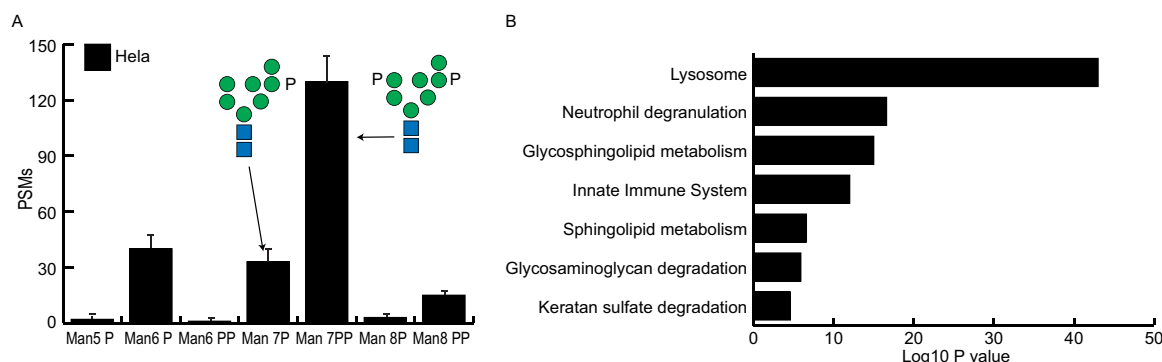 A
150
120
90
60
30
0
PSMs
Hela
P
P
P
Man5 P
Man6 P
Man6 PP
Man 7P
Man 7PP
Man 8P
Man8 PP
B
Lysosome
Neutrophil degranulation
Glycosphingolipid metabolism
Innate Immune System
Sphingolipid metabolism
Glycosaminoglycan degradation
Keratan sulfate degradation
0
10
20
30
40
50
Log10 P value